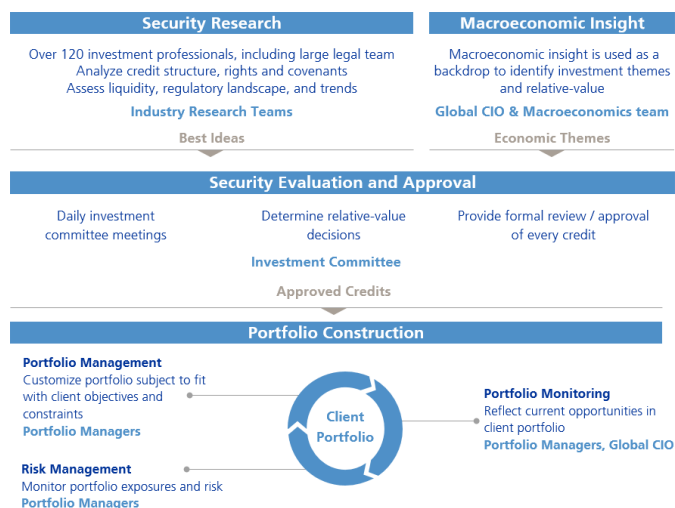 Security Research
Over 120 investment professionals, including large legal team
Analyze credit structure, rights and covenants
Assess liquidity, regulatory landscape, and trends
Industry Research Teams
Best Ideas
Macroeconomic Insight
Macroeconomic insight is used as a
backdrop to identify investment themes
and relative-value
Global CIO & Macroeconomics team
Economic Themes
Security Evaluation and Approval
Daily investment
committee meetings
Determine relative-value
decisions
Provide formal review / approval
of every credit
Investment Committee
Approved Credits
Portfolio Construction
Portfolio Management
Customize portfolio subject to fit
with client objectives and
constraints
Portfolio Managers
Risk Management
Monitor portfolio exposures and risk
Portfolio Managers
Client
Portfolio
Portfolio Monitoring
Reflect current opportunities in
client portfolio
Portfolio Managers, Global CIO